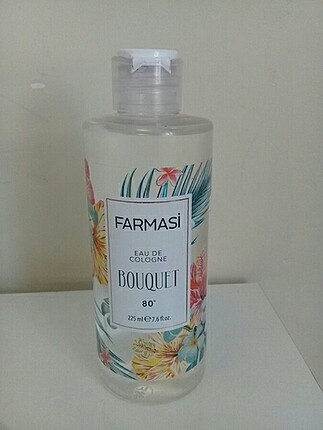 FARMASİ
EAU DE
COLOGNE
BOUQUET
80°
225 ml ℮ 7.6 fl.oz.